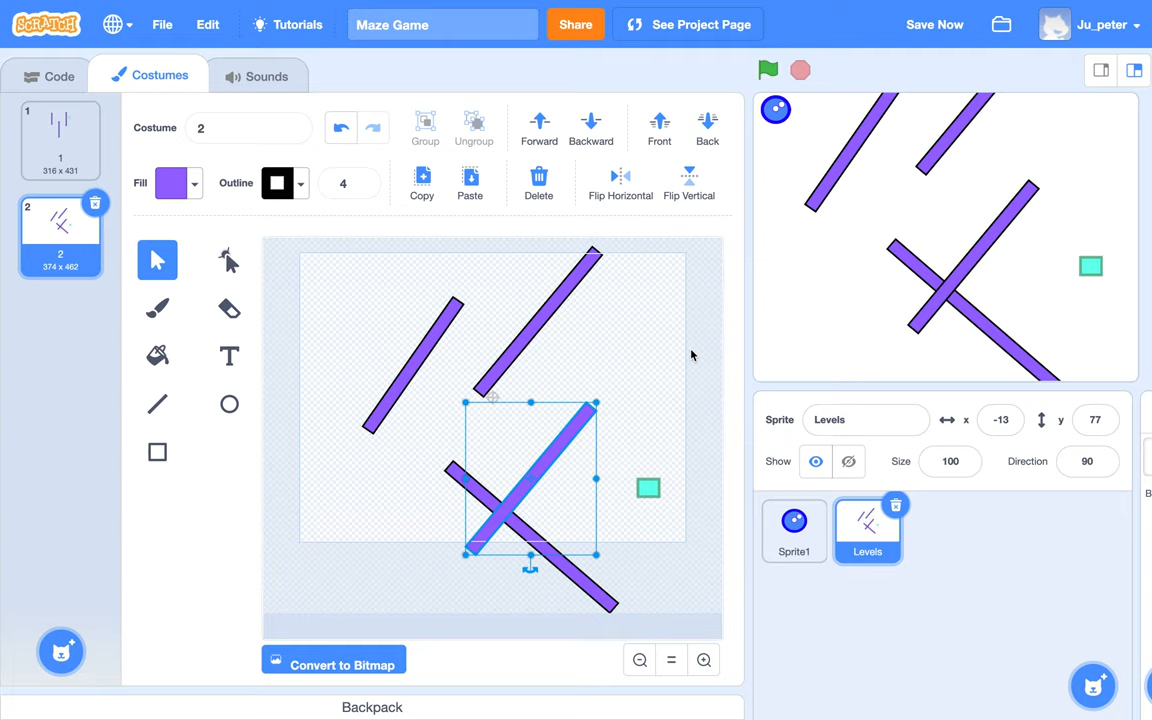 SCRATCH
File
Edit
Tutorials
Maze Game
Share
See Project Page
Save Now
Ju_peter
Code
Costumes
Sounds
1
1
316 x 431
2
2
374 x 462
Costume
2
Group
Ungroup
Forward
Backward
Front
Back
Fill
Outline
4
Copy
Paste
Delete
Flip Horizontal
Flip Vertical
Convert to Bitmap
Backpack
Sprite
Levels
x
-13
y
77
Show
Size
100
Direction
90
Sprite1
Levels